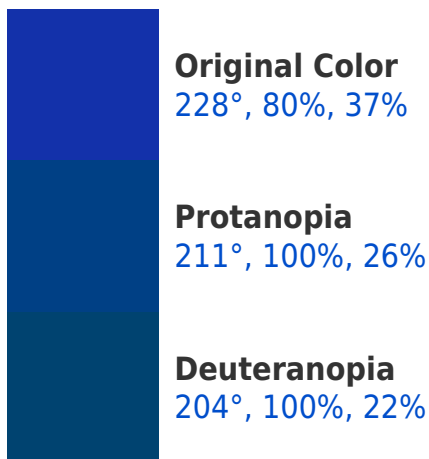 Original Color
228°, 80%, 37%
Protanopia
211°, 100%, 26%
Deuteranopia
204°, 100%, 22%